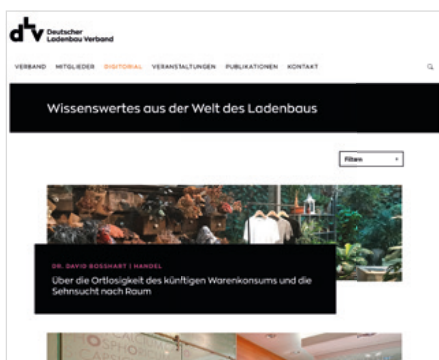 dlv Deutscher
Ladenbau Verband
VERBAND MITGLIEDER DIGITORIAL VERANSTALTUNGEN PUBLIKATIONEN KONTAKT
Wissenswertes aus der Welt des Ladenbaus
Filtern
DR. DAVID BOSSHART | HANDEL
Über die Ortlosigkeit des künftigen Warenkonsums und die
Sehnsucht nach Raum